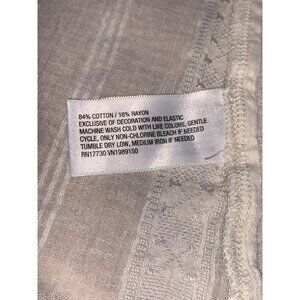 84% COTTON / 16% RAYON
EXCLUSIVE OF DECORATION AND ELASTIC
MACHINE WASH COLD WITH LIKE COLORS, GENTLE
CYCLE, ONLY NON-CHLORINE BLEACH IF NEEDED
TUMBLE DRY LOW, MEDIUM IRON IF NEEDED
RN17730 VN1989150